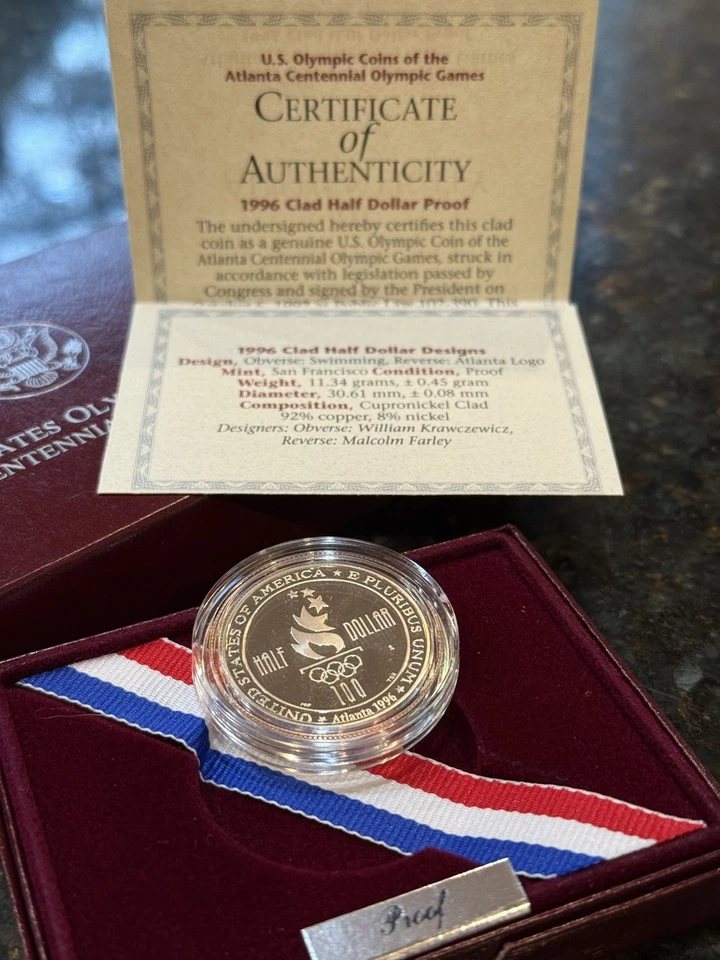 U.S. Olympic Coins of the
Atlanta Centennial Olympic Games
CERTIFICATE
of
AUTHENTICITY
1996 Clad Half Dollar Proof
The undersigned hereby certifies this clad
coin as a genuine U.S. Olympic Coin of the
Atlanta Centennial Olympic Games, struck in
accordance with legislation passed by
Congress and signed by the President on
This
1996 Clad Half Dollar Designs
Design, Obverse: Swimming, Reverse: Atlanta Logo
Mint, San Francisco Condition, Proof
Weight, 11.34 grams, ± 0.45 gram
Diameter, 30.61 mm, ± 0.08 mm
Composition, Cupronickel Clad
92% copper, 8% nickel
Designers: Obverse: William Krawczewicz,
Reverse: Malcolm Farley
ATES OLY
ENTENNIA
UNITED STATES OF AMERICA ★ E PLURIBUS UNUM ★
HALF DOLLAR
100
TM
★ Atlanta 1996 ★
Proof